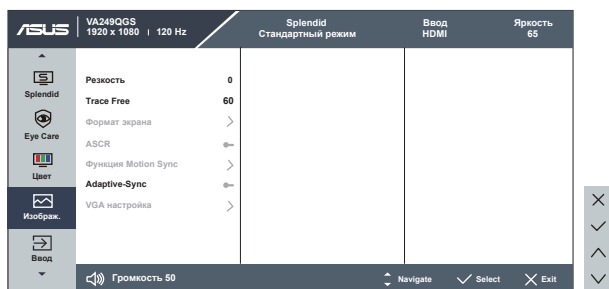 ASUS
VA249QGS
1920 x 1080 | 120 Hz
Splendid
Стандартный режим
Ввод
HDMI
Яркость
65
Splendid
Eye Care
Цвет
Изображ.
Ввод
Резкость 0
Trace Free 60
Формат экрана
ASCR
Функция Motion Sync
Adaptive-Sync
VGA настройка
Громкость 50
Navigate
Select
Exit